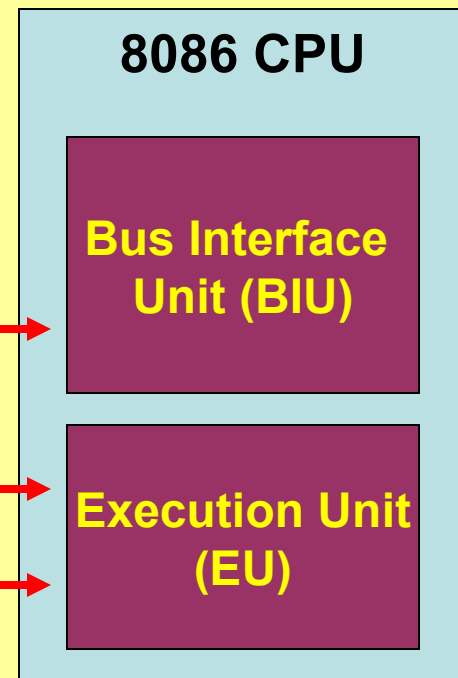 8086 CPU
Bus Interface
Unit (BIU)
Execution Unit
(EU)